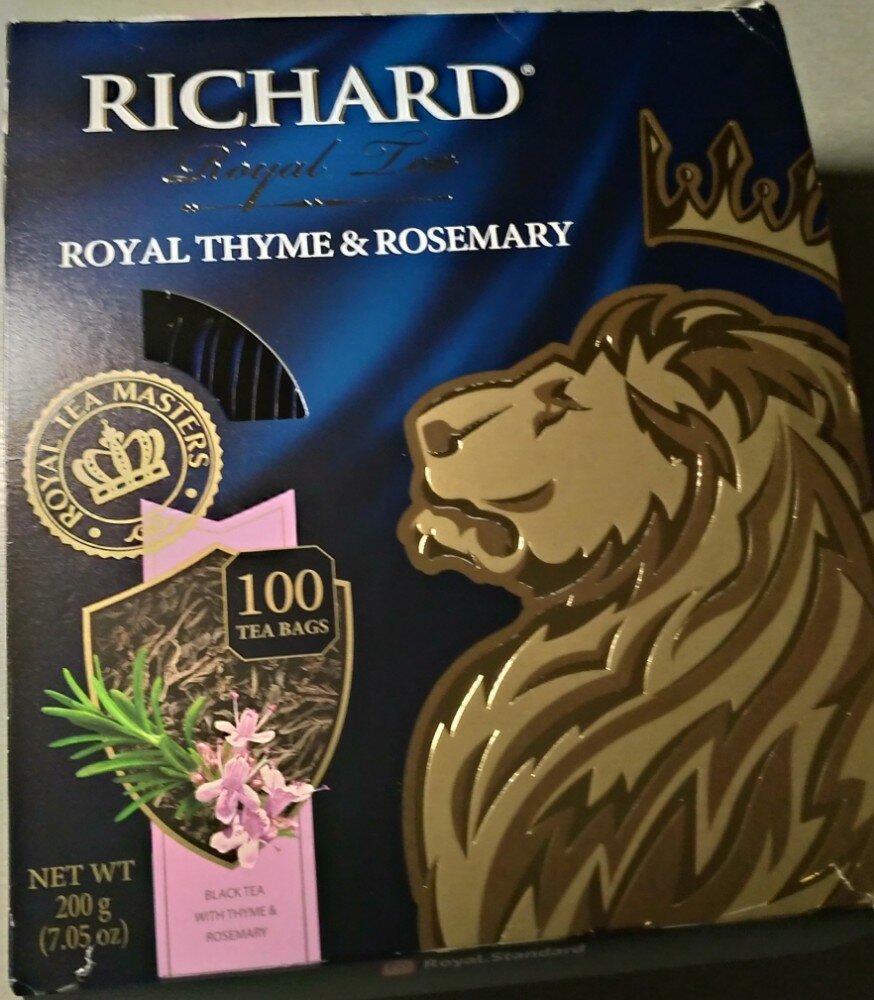 RICHARD®
Royal Tea
ROYAL THYME & ROSEMARY
ROYAL TEA MASTERS
100
TEA BAGS
NET WT
200 g
(7.05 oz)
BLACK TEA
WITH THYME &
ROSEMARY
Royal.Standard